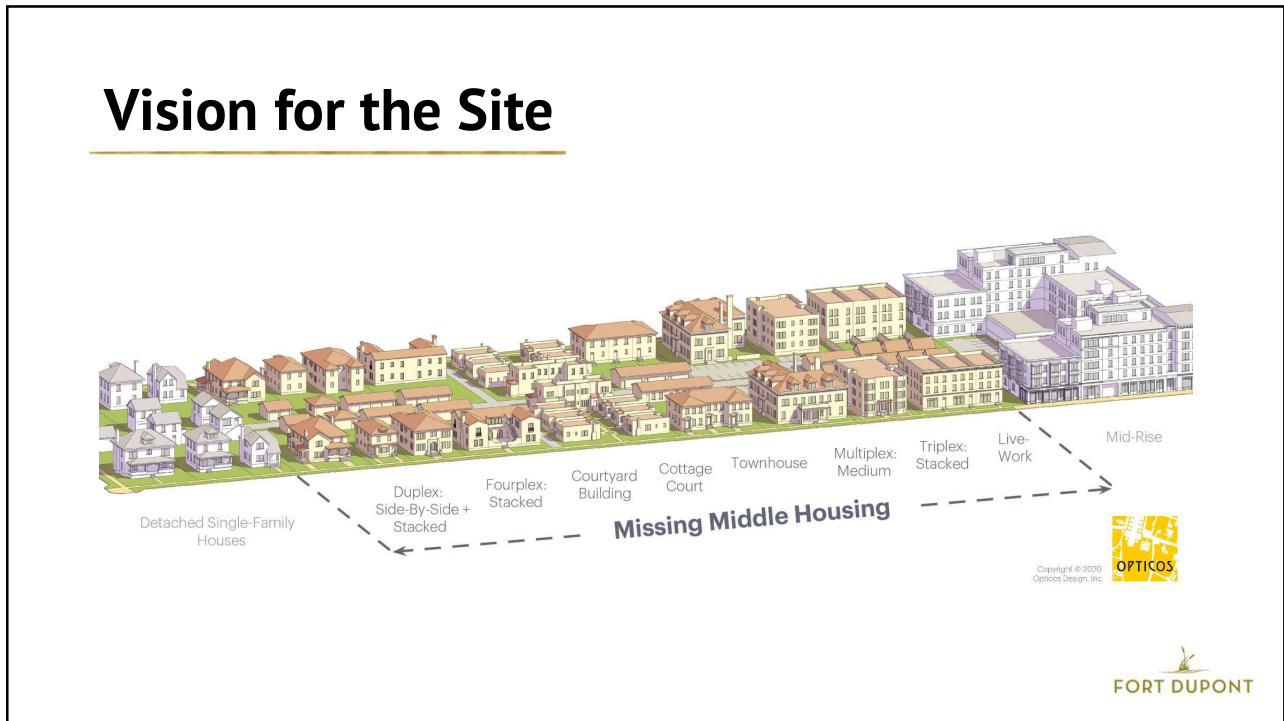 Vision for the Site
Detached Single-Family
Houses
Duplex:
Side-By-Side +
Stacked
Fourplex:
Stacked
Courtyard
Building
Cottage
Court
Townhouse
Multiplex:
Medium
Triplex:
Stacked
Live-
Work
Mid-Rise
Missing Middle Housing
Copyright © 2020
Opticos Design, Inc.
OPTICOS
FORT DUPONT